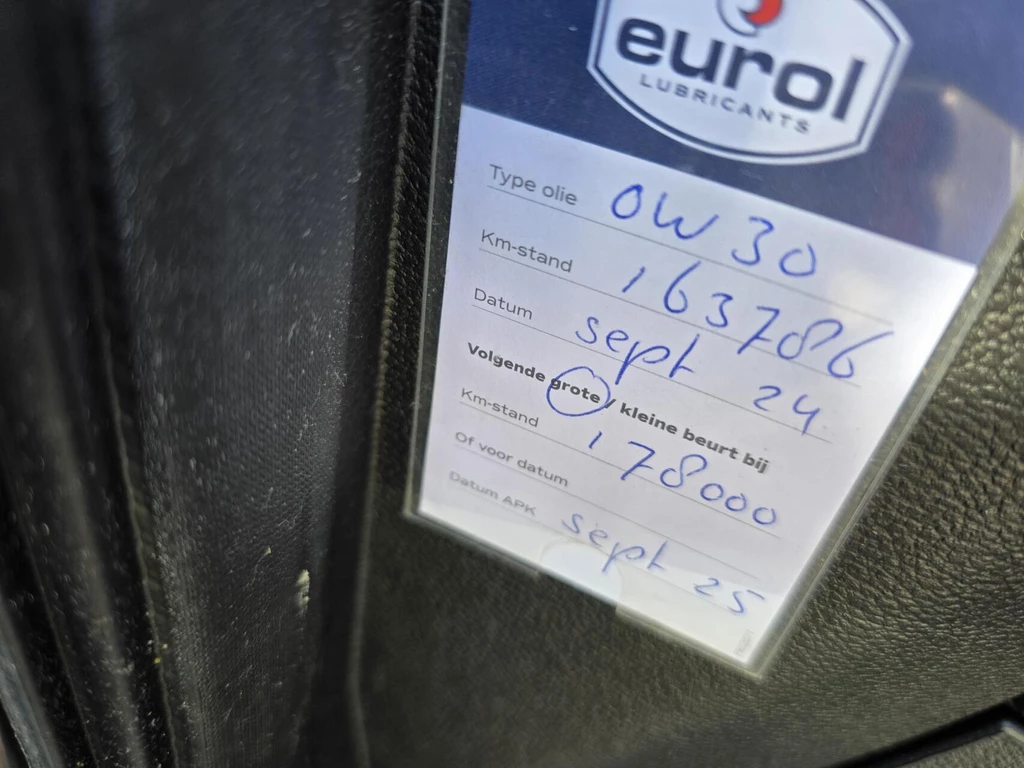 eurol
LUBRICANTS
Type olie 0W30
Km-stand 163786
Datum sept 24
Volgende grote / kleine beurt bij
Km-stand 178000
Of voor datum
Datum APK sept 25